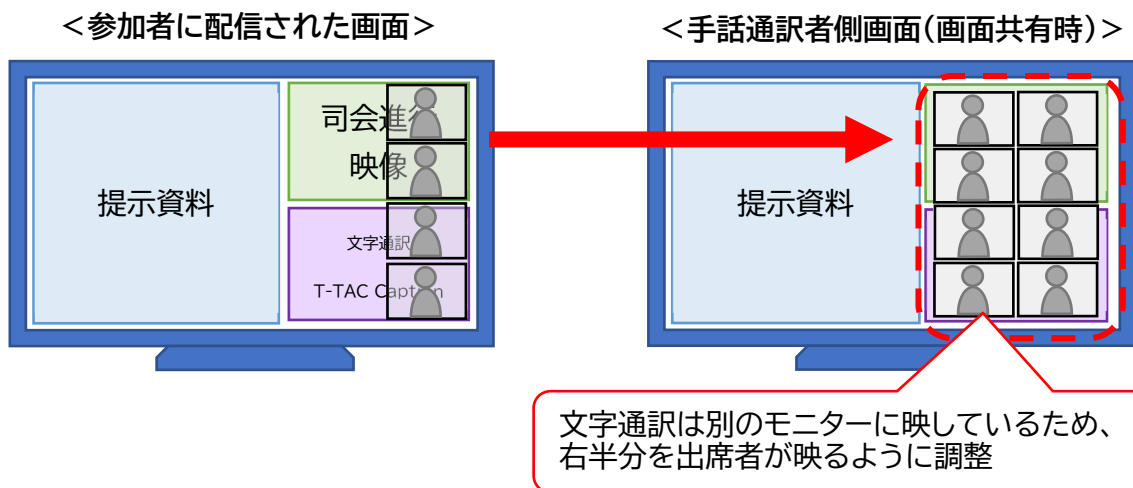 ＜参加者に配信された画面＞
＜手話通訳者側画面（画面共有時）＞
提示資料
司会進行
映像
文字通訳
T-TAC Caption
提示資料
文字通訳は別のモニターに映しているため、
右半分を出席者が映るように調整